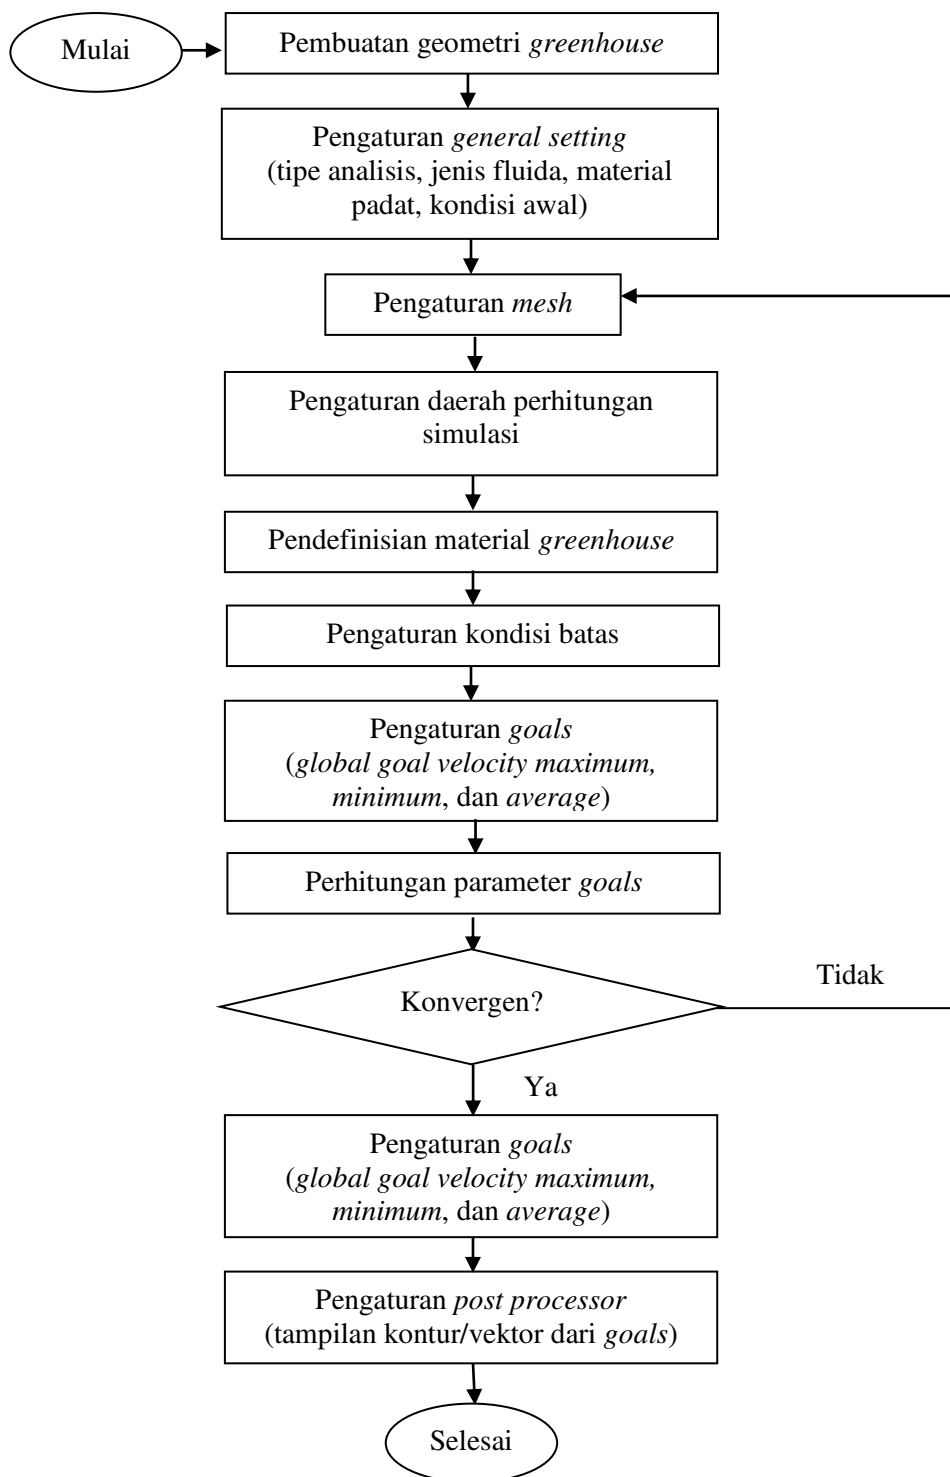 Mulai
Pembuatan geometri greenhouse
Pengaturan general setting
(tipe analisis, jenis fluida, material
padat, kondisi awal)
Pengaturan mesh
Pengaturan daerah perhitungan
simulasi
Pendefinisian material greenhouse
Pengaturan kondisi batas
Pengaturan goals
(global goal velocity maximum,
minimum, dan average)
Perhitungan parameter goals
Konvergen?
Tidak
Ya
Pengaturan goals
(global goal velocity maximum,
minimum, dan average)
Pengaturan post processor
(tampilan kontur/vektor dari goals)
Selesai